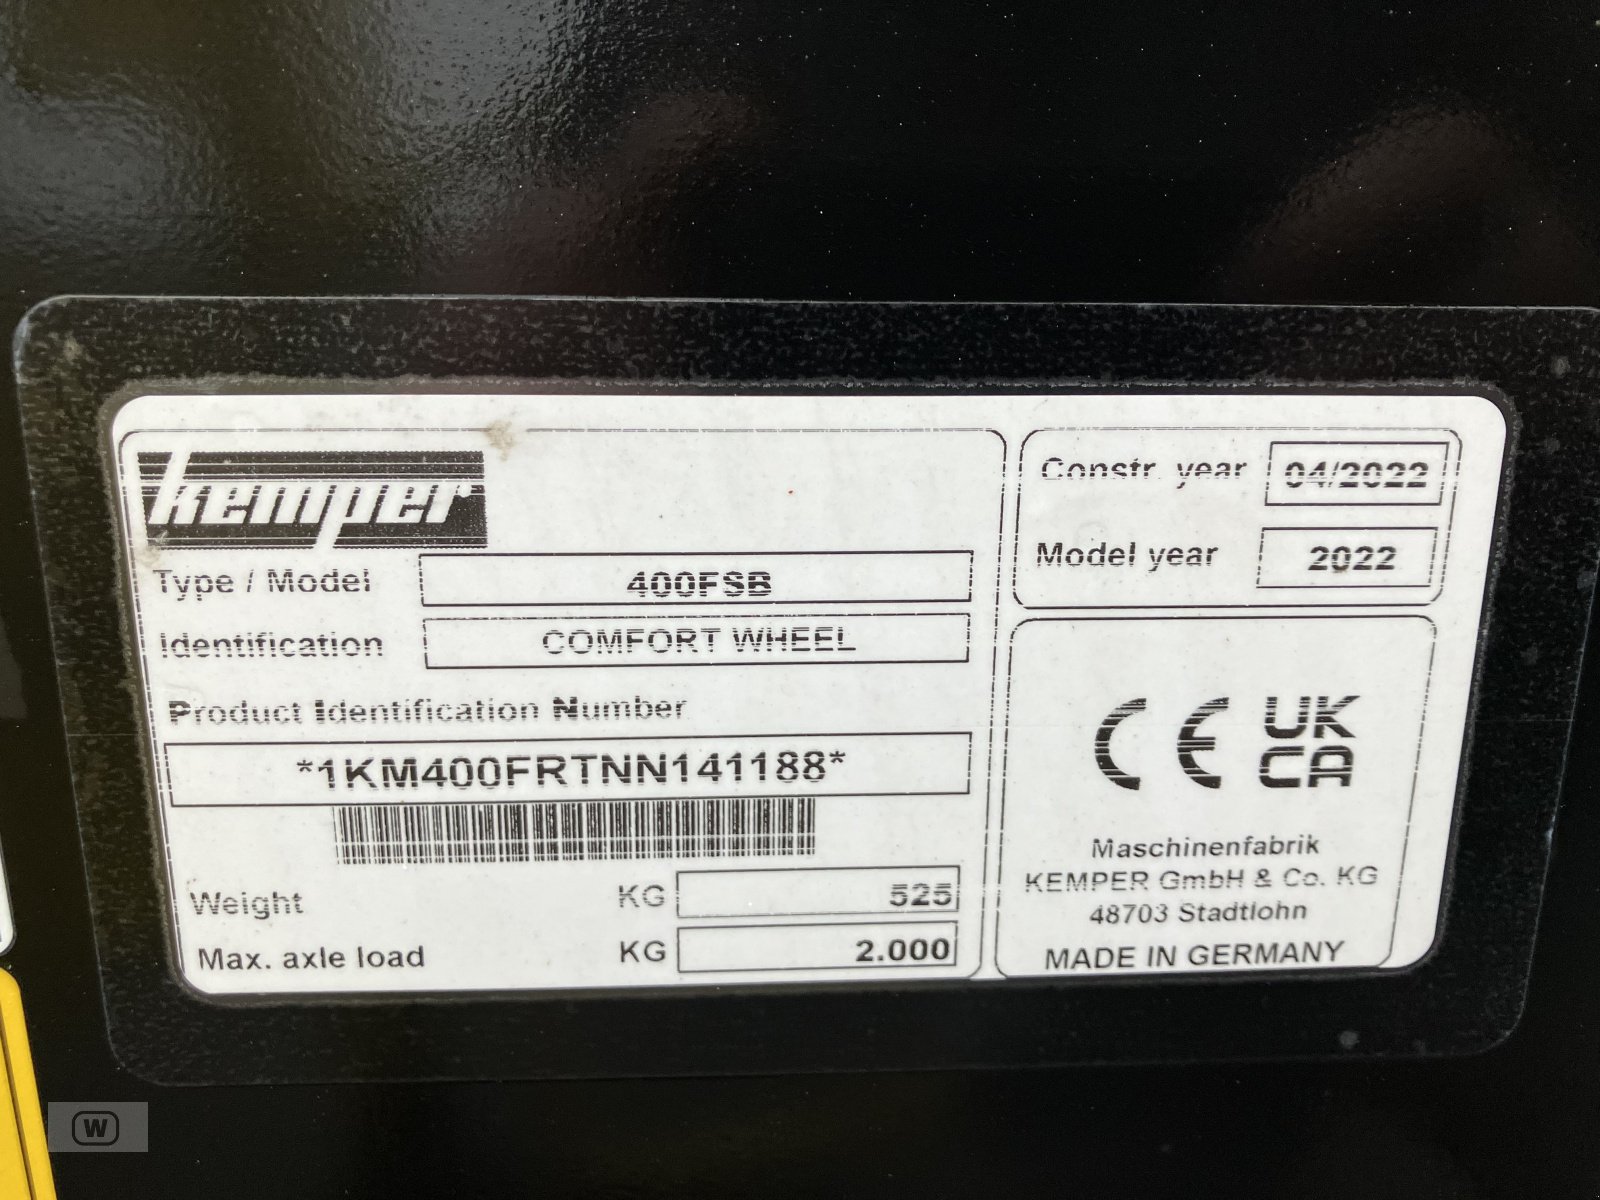 kemper
Type / Model 400FSB
Identification COMFORT WHEEL
Product Identification Number
*1KM400FRTNN141188*
Weight KG 525
Max. axle load KG 2.000
Constr. year 04/2022
Model year 2022
CE UK
CA
Maschinenfabrik
KEMPER GmbH & Co. KG
48703 Stadtlohn
MADE IN GERMANY
W